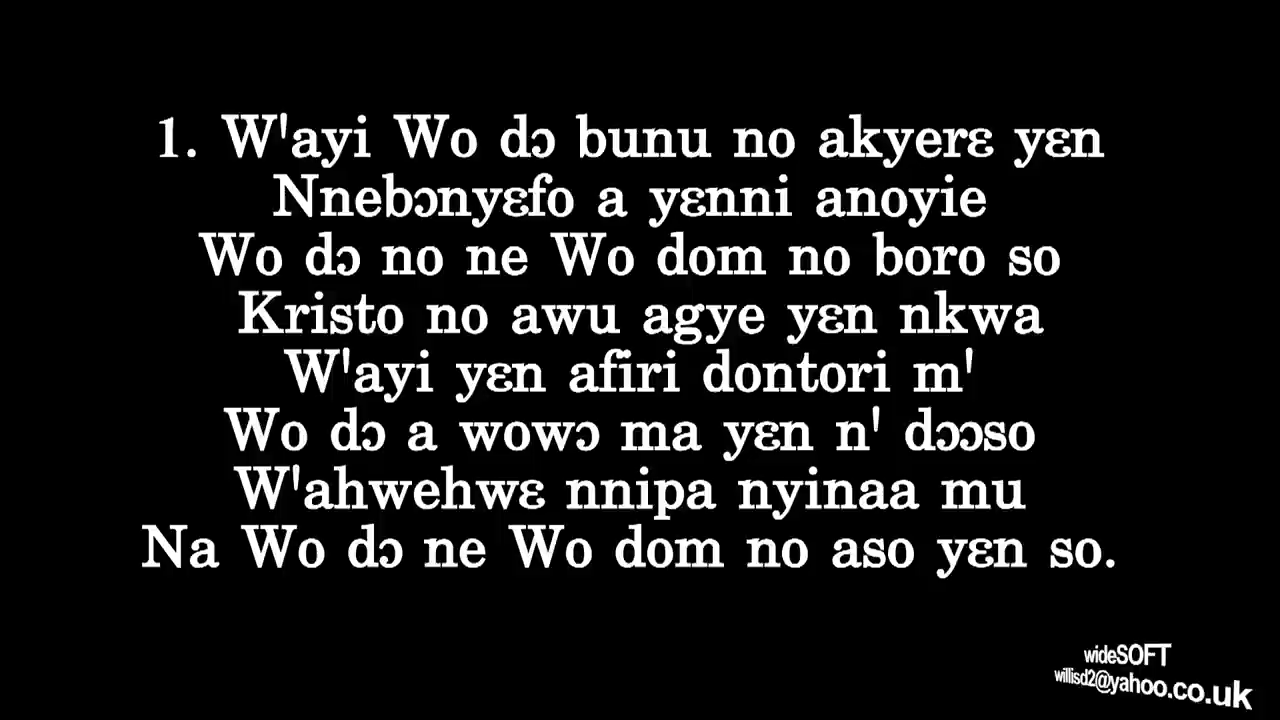 1. W'ayi Wo dɔ bunu no akyerɛ yɛn
Nnebɔnyɛfo a yɛnni anoyie
Wo dɔ no ne Wo dom no boro so
Kristo no awu agye yɛn nkwa
W'ayi yɛn afiri dontori m'
Wo dɔ a wowɔ ma yɛn n' dɔɔso
W'ahwehwɛ nnipa nyinaa mu
Na Wo dɔ ne Wo dom no aso yɛn so.
wideSOFT
willisd2@yahoo.co.uk